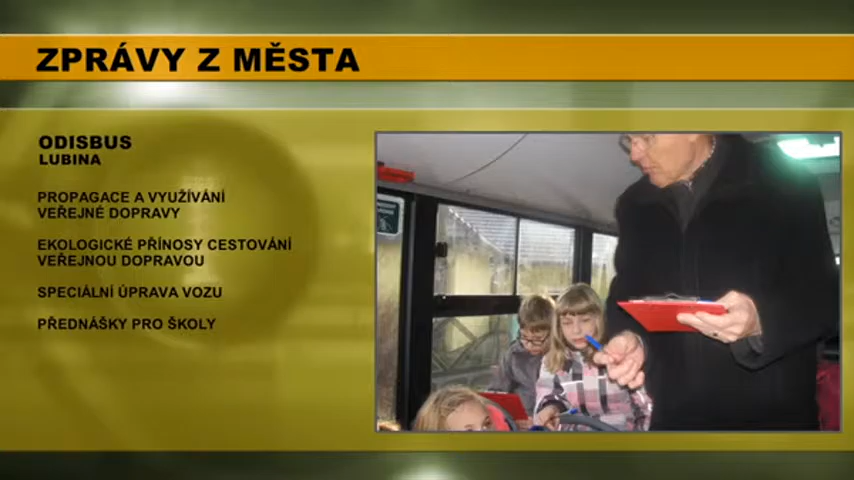 ZPRÁVY Z MĚSTA
ODISBUS
LUBINA
PROPAGACE A VYUŽÍVÁNÍ
VEŘEJNÉ DOPRAVY
EKOLOGICKÉ PŘÍNOSY CESTOVÁNÍ
VEŘEJNOU DOPRAVOU
SPECIÁLNÍ ÚPRAVA VOZU
PŘEDNÁŠKY PRO ŠKOLY